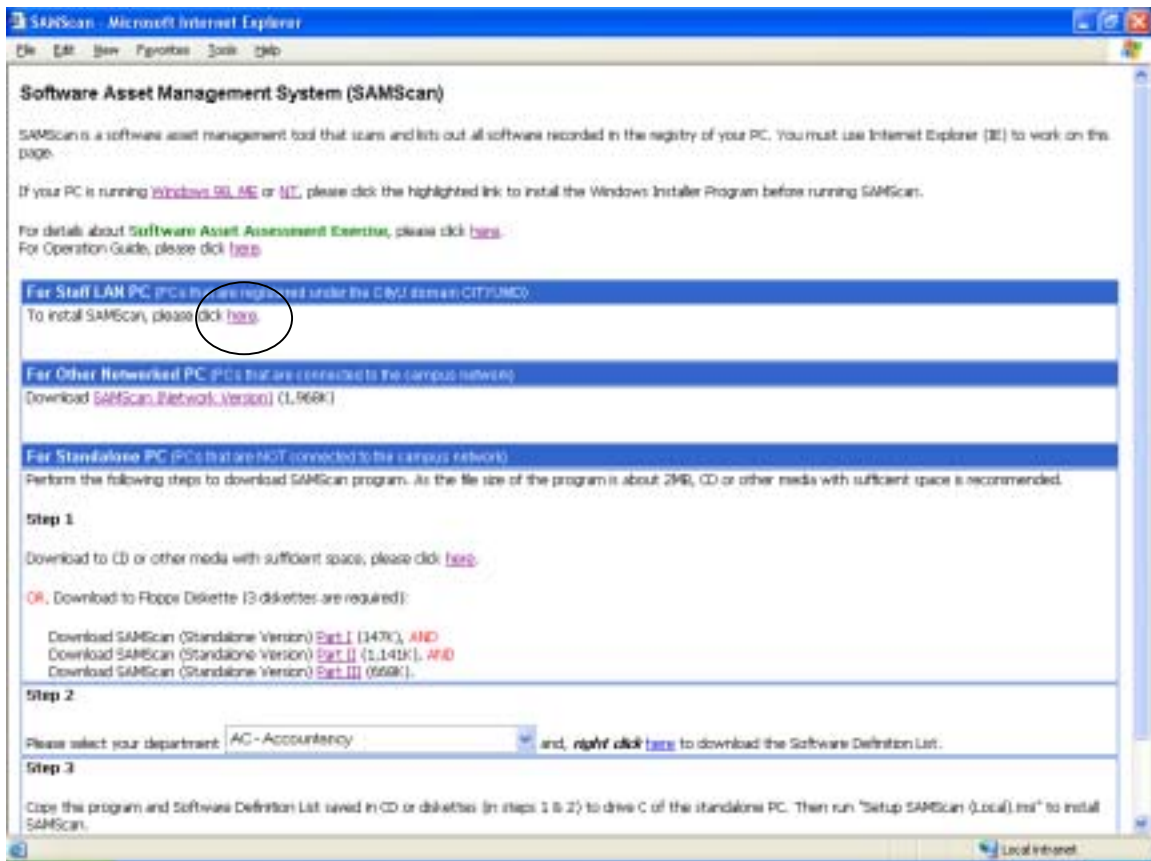 SAMScan - Microsoft Internet Explorer
File Edit View Favorites Tools Help
Software Asset Management System (SAMScan)
SAMScan is a software asset management tool that scans and lists out all software recorded in the registry of your PC. You must use Internet Explorer (IE) to work on this
page.
If your PC is running Windows 98, ME or NT, please click the highlighted link to install the Windows Installer Program before running SAMScan.
For details about Software Asset Assessment Exercise, please click here.
For Operation Guide, please click here.
For Staff LAN PC (PCs that are registered under the CityU domain CITYUMD)
To install SAMScan, please click here.
For Other Networked PC (PCs that are connected to the campus network)
Download SAMScan (Network Version) (1,968K)
For Standalone PC (PCs that are NOT connected to the campus network)
Perform the following steps to download SAMScan program. As the file size of the program is about 2MB, CD or other media with sufficient space is recommended.
Step 1
Download to CD or other media with sufficient space, please click here.
OR, Download to Floppy Diskette (3 diskettes are required):
Download SAMScan (Standalone Version) Part I (147K), AND
Download SAMScan (Standalone Version) Part II (1,141K), AND
Download SAMScan (Standalone Version) Part III (668K).
Step 2
Please select your department AC - Accountancy and, right click here to download the Software Definition List.
Step 3
Copy the program and Software Definition List saved in CD or diskettes (in steps 1 & 2) to drive C of the standalone PC. Then run "Setup SAMScan (Local).msi" to install
SAMScan.
Local intranet